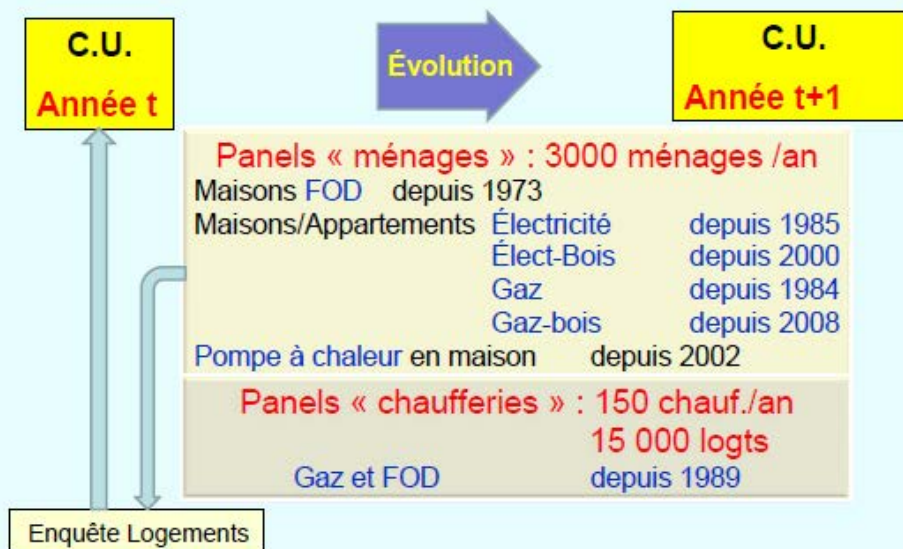 C.U.
Année t
Évolution
C.U.
Année t+1
Panels « ménages » : 3000 ménages /an
Maisons FOD depuis 1973
Maisons/Appartements Électricité depuis 1985
Élect-Bois depuis 2000
Gaz depuis 1984
Gaz-bois depuis 2008
Pompe à chaleur en maison depuis 2002
Panels « chaufferies » : 150 chauf./an
15 000 logts
Gaz et FOD depuis 1989
Enquête Logements